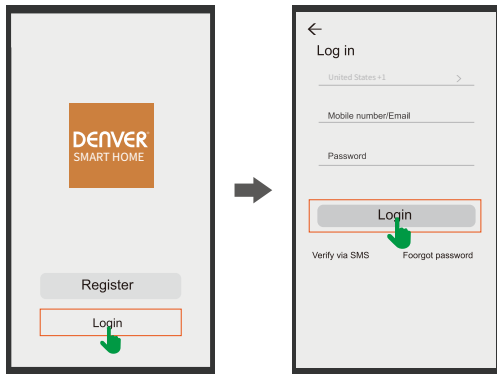 DENVER
SMART HOME
Register
Login
Log in
United States +1
Mobile number/Email
Password
Login
Verify via SMS
Foorgot password